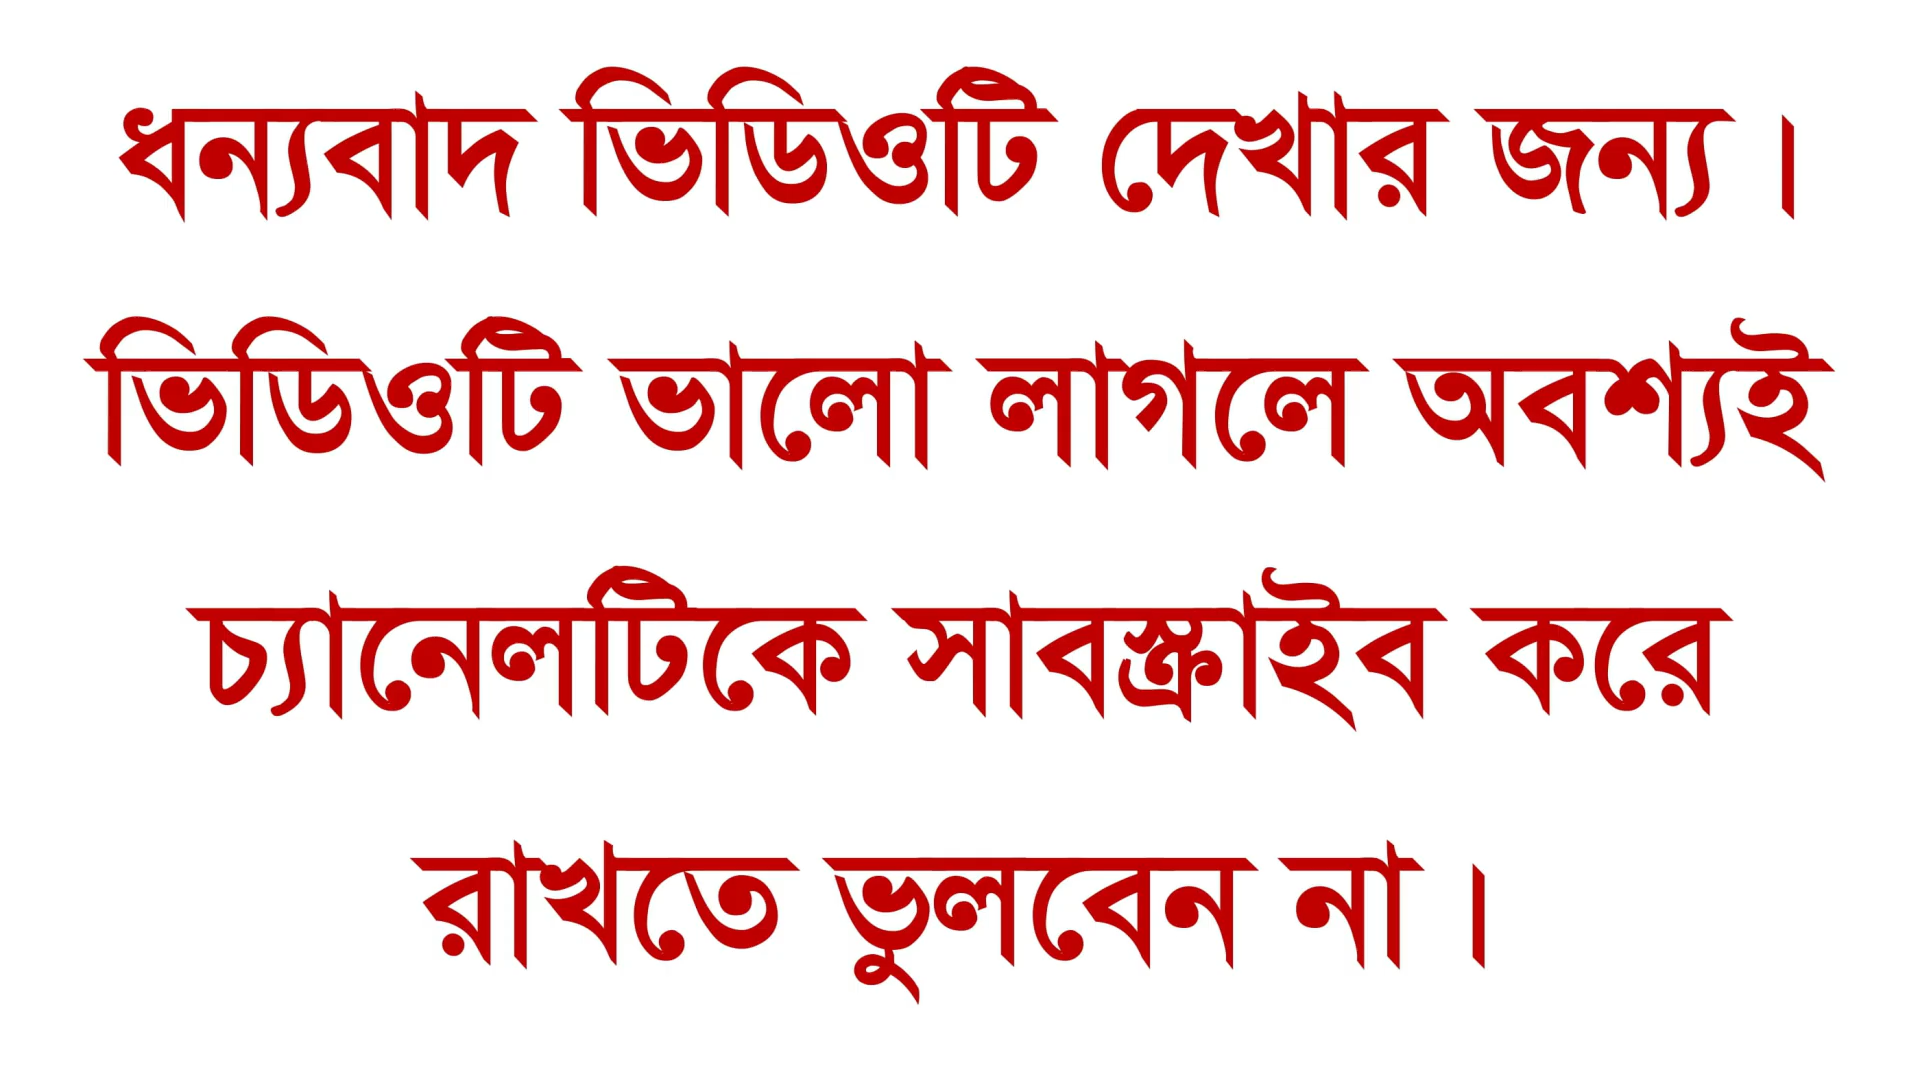 ধন্যবাদ ভিডিওটি দেখার জন্য ।
ভিডিওটি ভালো লাগলে অবশ্যই
চ্যানেলটিকে সাবস্ক্রাইব করে
রাখতে ভুলবেন না ।